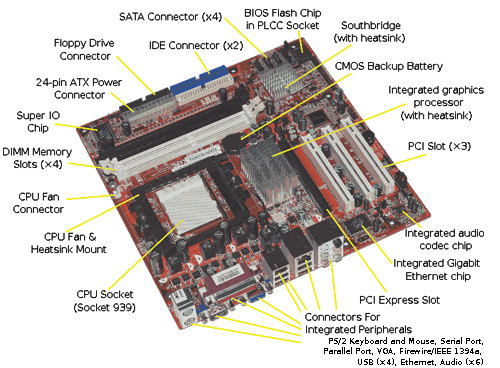 SATA Connector (x4)
BIOS Flash Chip
in PLCC Socket
Southbridge
(with heatsink)
Floppy Drive
Connector
IDE Connector (x2)
CMOS Backup Battery
24-pin ATX Power
Connector
Integrated graphics
processor
(with heatsink)
Super IO
Chip
DIMM Memory
Slots (x4)
PCI Slot (x3)
CPU Fan
Connector
CPU Fan &
Heatsink Mount
Integrated audio
codec chip
Integrated Gigabit
Ethernet chip
CPU Socket
(Socket 939)
PCI Express Slot
Connectors For
Integrated Peripherals
PS/2 Keyboard and Mouse, Serial Port,
Parallel Port, VGA, Firewire/IEEE 1394a,
USB (x4), Ethernet, Audio (x6)